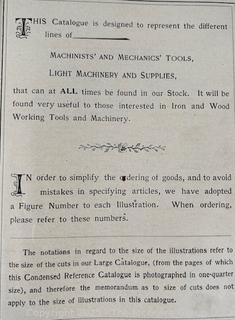 THIS Catalogue is designed to represent the different
lines of
MACHINISTS' AND MECHANICS' TOOLS,
LIGHT MACHINERY AND SUPPLIES,
that can at ALL times be found in our Stock. It will be
found very useful to those interested in Iron and Wood
Working Tools and Machinery.
IN order to simplify the ordering of goods, and to avoid
mistakes in specifying articles, we have adopted
a Figure Number to each Illustration. When ordering,
please refer to these numbers.
The notations in regard to the size of the illustrations refer to
the size of the cuts in our Large Catalogue, (from the pages of which
this Condensed Reference Catalogue is photographed in one-quarter
size), and therefore the memorandum as to size of cuts does not
apply to the size of illustrations in this catalogue.